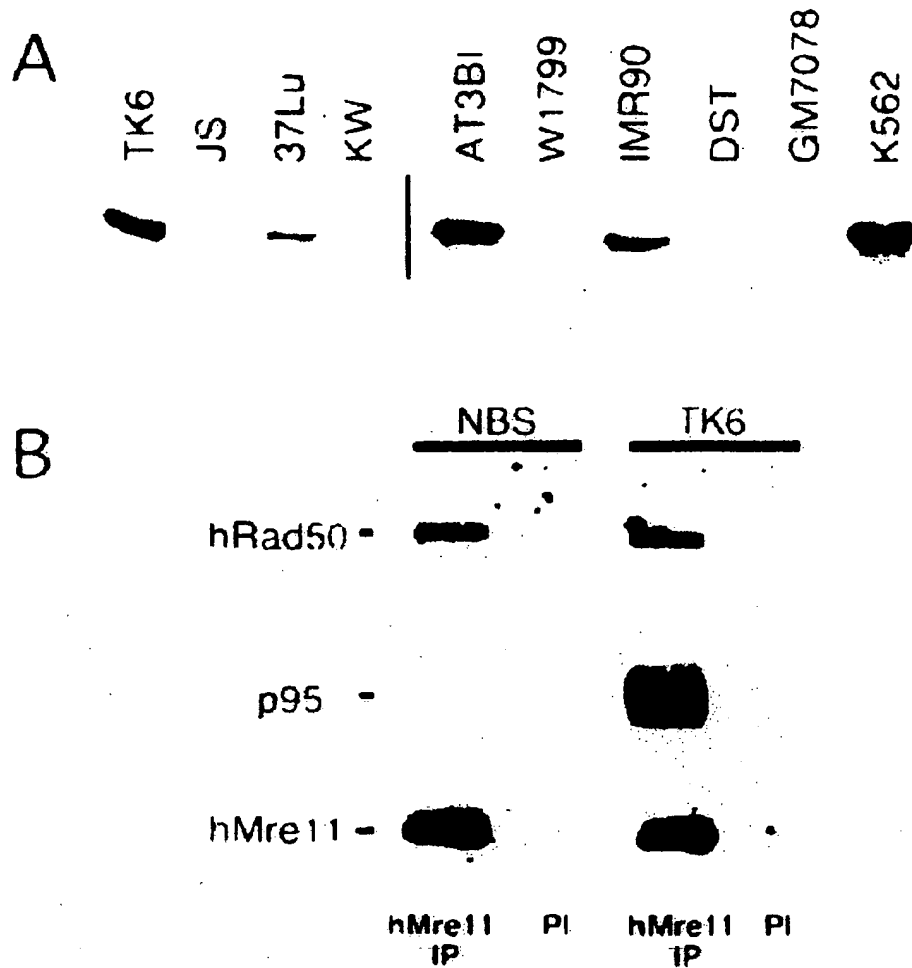 A
TK6 JS 37Lu KW AT3BI W1799 IMR90 DST GM7078 K562
B
NBS TK6
hRad50
p95
hMre11
hMre11 IP PI hMre11 IP PI